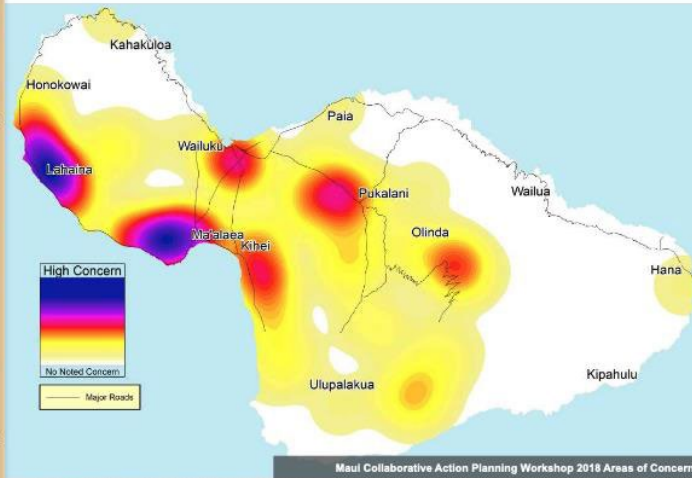 Kahakuloa
Honokowai
Paia
Wailuku
Lahaina
Pukalani
Wailua
Olinda
Ma'alaea
Kihei
Hana
High Concern
No Noted Concern
Major Roads
Ulupalakua
Kipahulu
Maui Collaborative Action Planning Workshop 2018 Areas of Concern